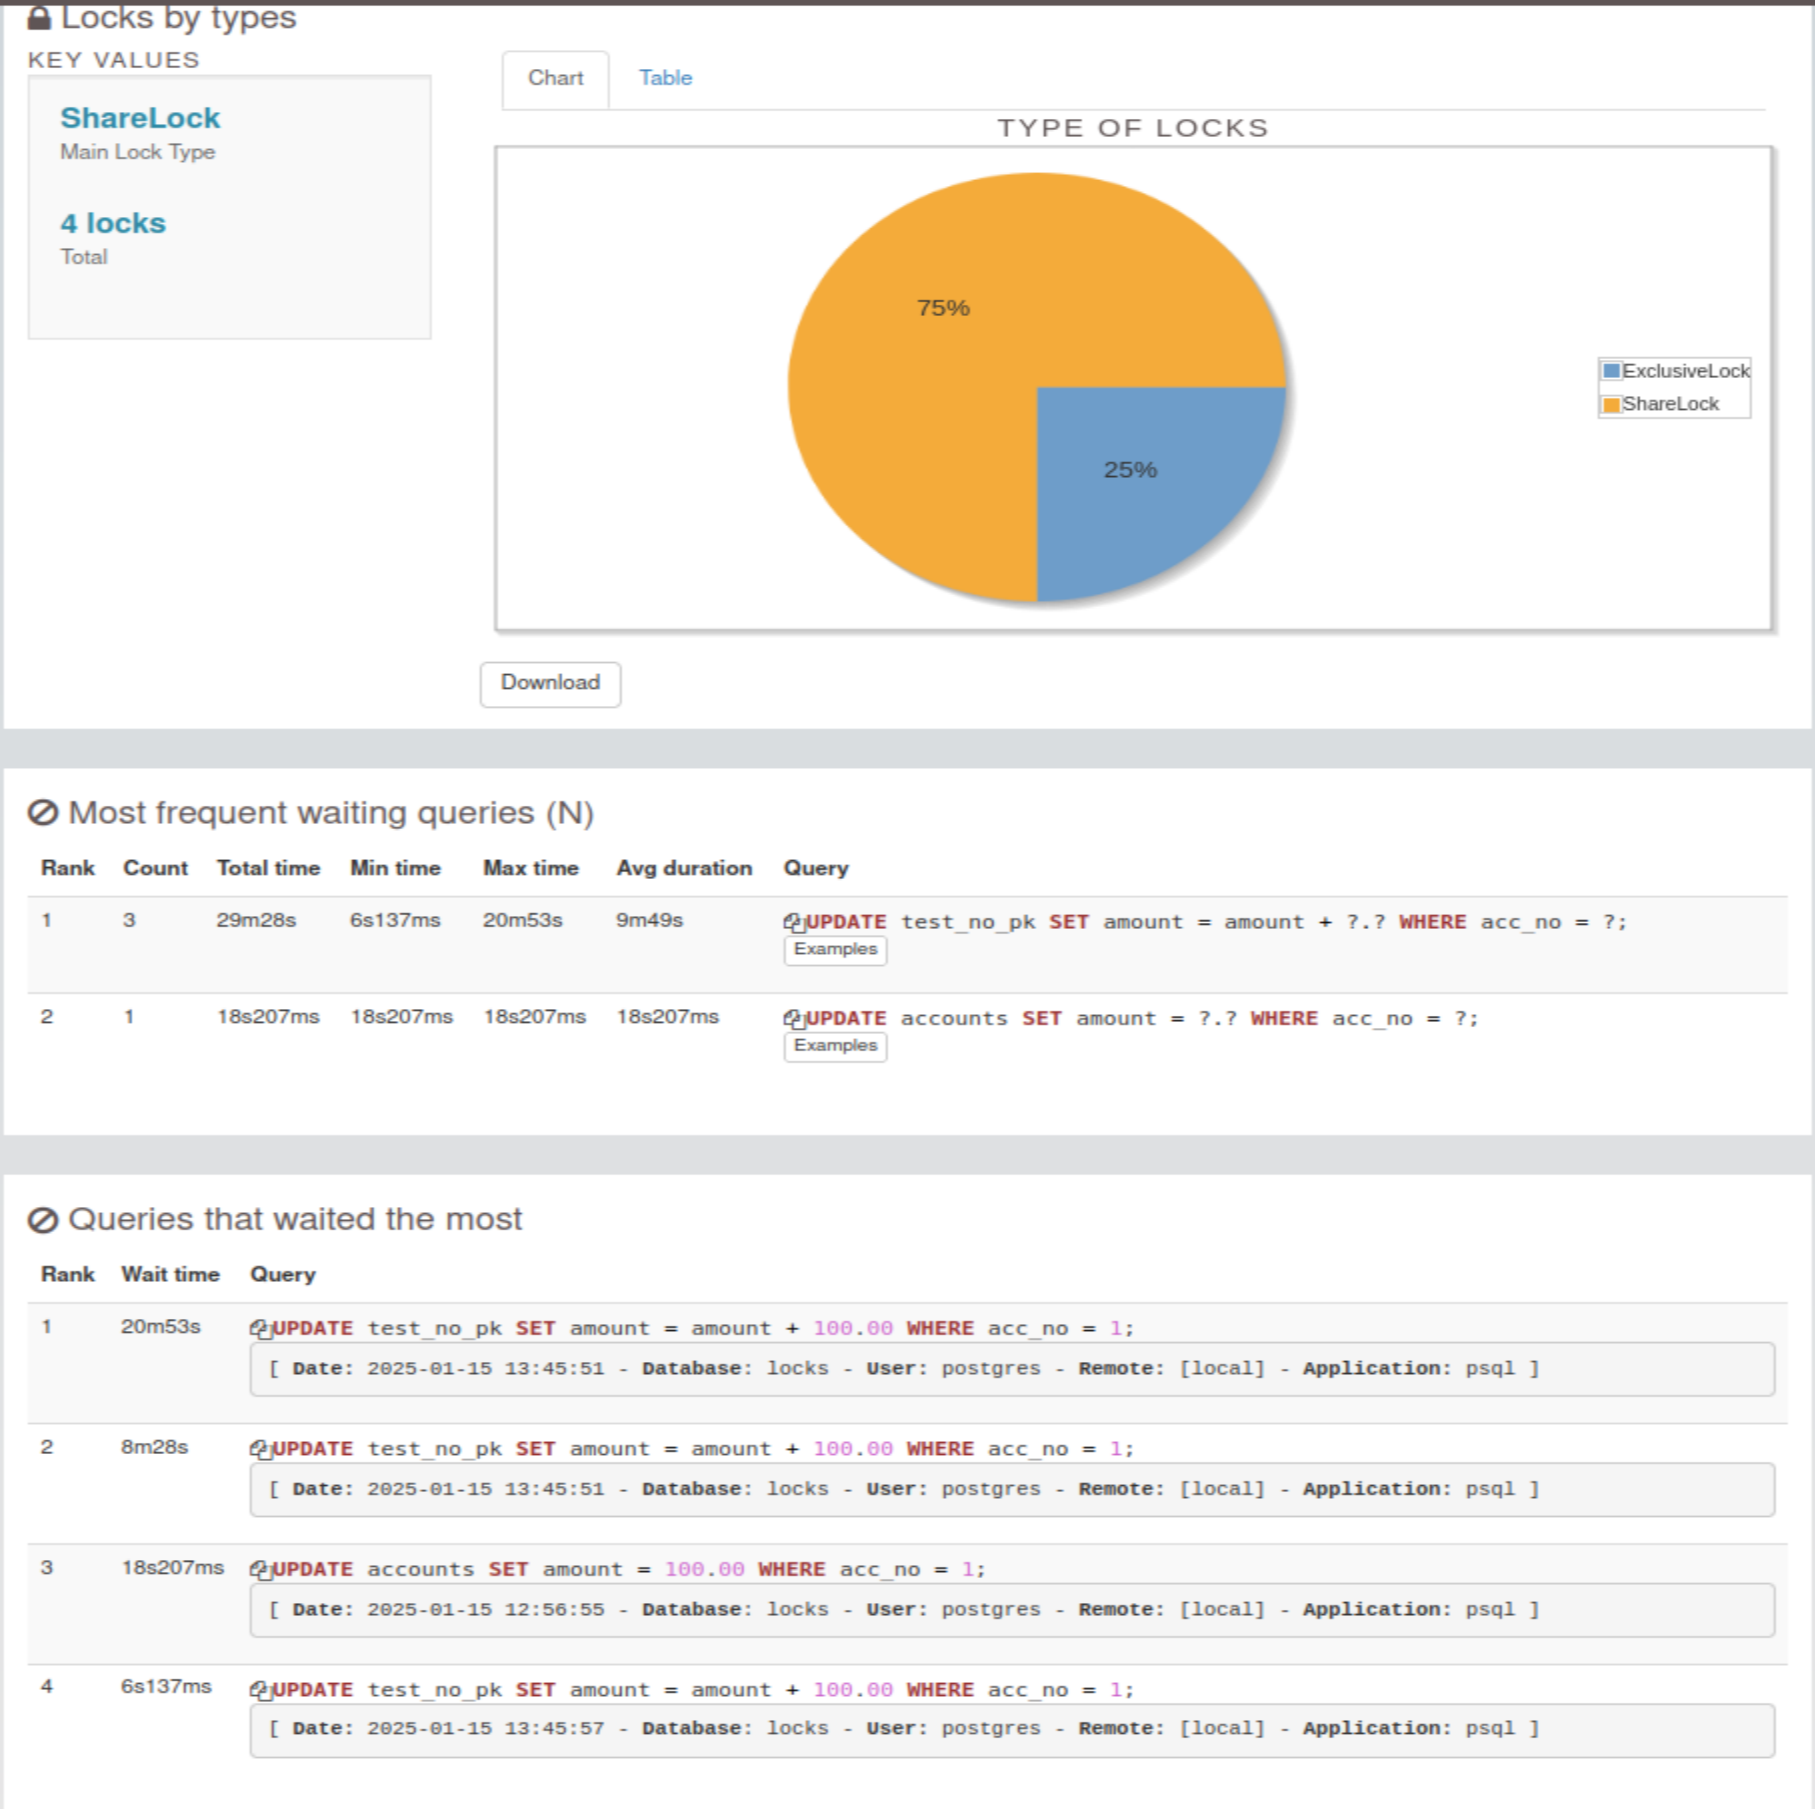 Locks by types
KEY VALUES
ShareLock
Main Lock Type
4 locks
Total
Chart Table
TYPE OF LOCKS
75%
25%
ExclusiveLock
ShareLock
Download
Most frequent waiting queries (N)
Rank Count Total time Min time Max time Avg duration Query
1 3 29m28s 6s137ms 20m53s 9m49s UPDATE test_no_pk SET amount = amount + ?.? WHERE acc_no = ?;
Examples
2 1 18s207ms 18s207ms 18s207ms 18s207ms UPDATE accounts SET amount = ?.? WHERE acc_no = ?;
Examples
Queries that waited the most
Rank Wait time Query
1 20m53s UPDATE test_no_pk SET amount = amount + 100.00 WHERE acc_no = 1;
[ Date: 2025-01-15 13:45:51 - Database: locks - User: postgres - Remote: [local] - Application: psql ]
2 8m28s UPDATE test_no_pk SET amount = amount + 100.00 WHERE acc_no = 1;
[ Date: 2025-01-15 13:45:51 - Database: locks - User: postgres - Remote: [local] - Application: psql ]
3 18s207ms UPDATE accounts SET amount = 100.00 WHERE acc_no = 1;
[ Date: 2025-01-15 12:56:55 - Database: locks - User: postgres - Remote: [local] - Application: psql ]
4 6s137ms UPDATE test_no_pk SET amount = amount + 100.00 WHERE acc_no = 1;
[ Date: 2025-01-15 13:45:57 - Database: locks - User: postgres - Remote: [local] - Application: psql ]